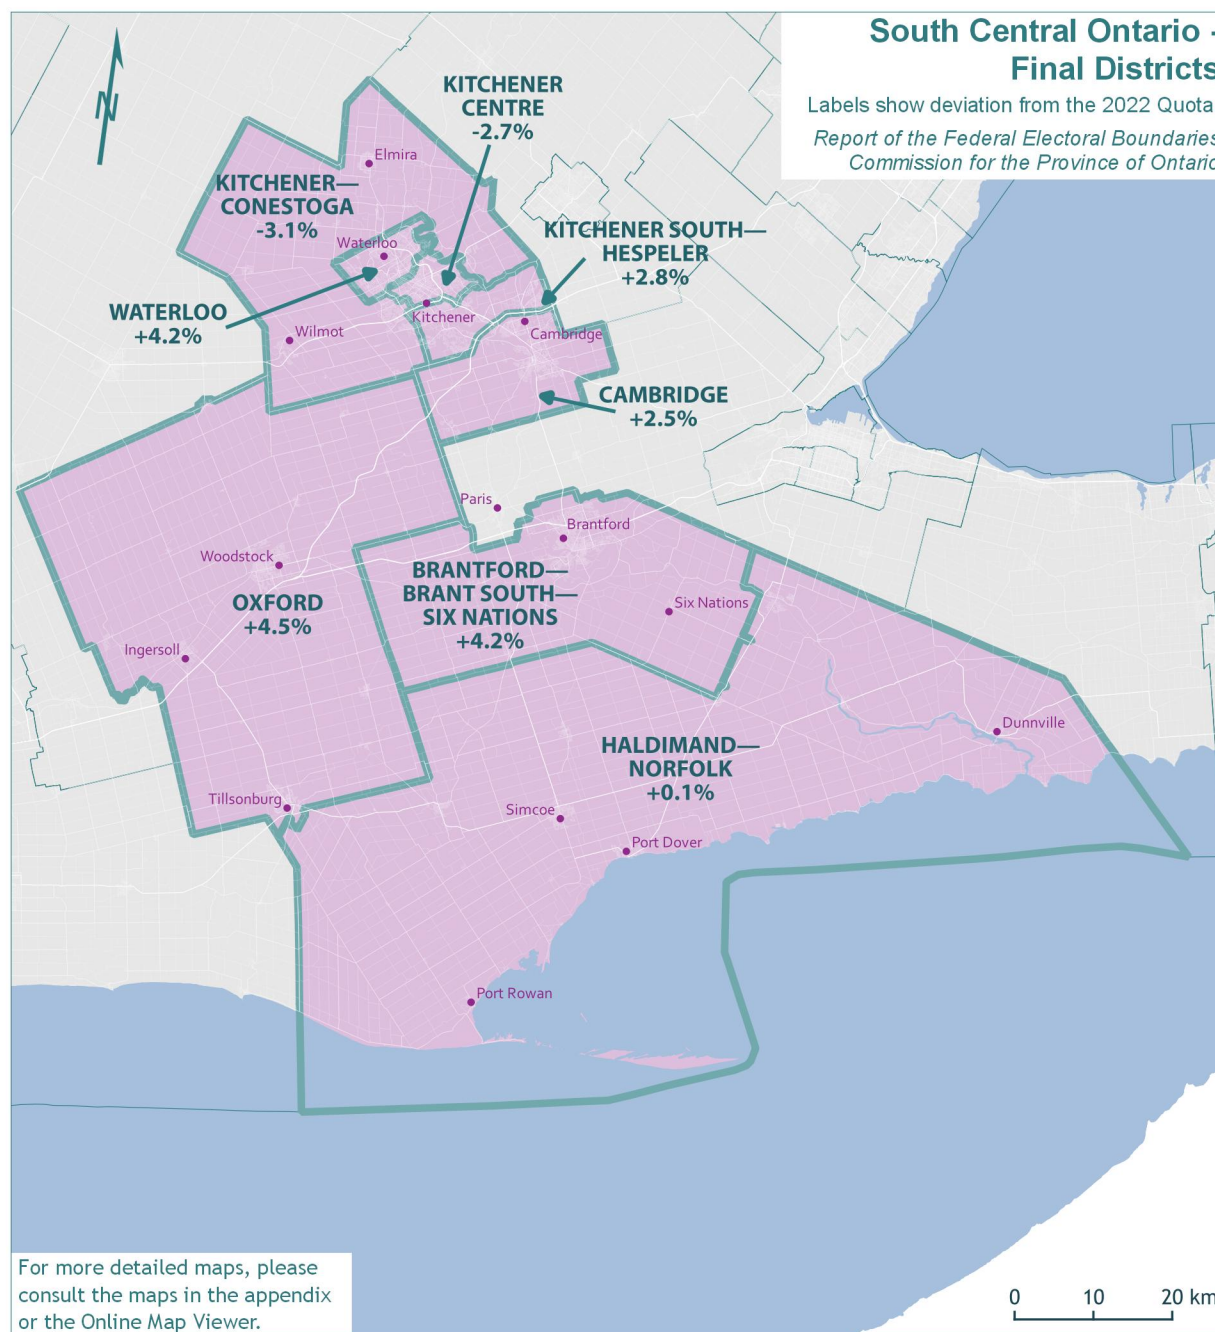 South Central Ontario -
Final Districts
Labels show deviation from the 2022 Quota
Report of the Federal Electoral Boundaries
Commission for the Province of Ontario
N
KITCHENER
CENTRE
-2.7%
Elmira
KITCHENER—
CONESTOGA
-3.1%
Waterloo
KITCHENER SOUTH—
HESPELER
+2.8%
WATERLOO
+4.2%
Kitchener
Wilmot
Cambridge
CAMBRIDGE
+2.5%
Paris
Brantford
Woodstock
BRANTFORD—
BRANT SOUTH—
SIX NATIONS
+4.2%
OXFORD
+4.5%
Six Nations
Ingersoll
Dunnville
HALDIMAND—
NORFOLK
+0.1%
Tillsonburg
Simcoe
Port Dover
Port Rowan
For more detailed maps, please
consult the maps in the appendix
or the Online Map Viewer.
0 10 20 km